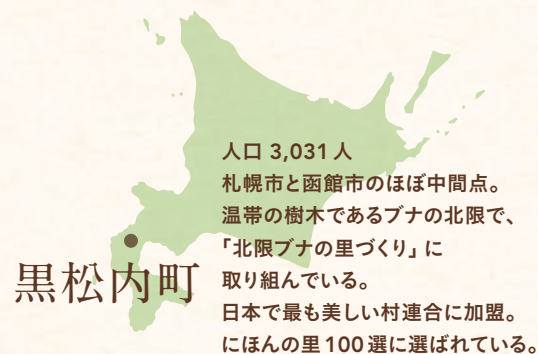 人口 3,031 人
札幌市と函館市のほぼ中間点。
温帯の樹木であるブナの北限で、
「北限ブナの里づくり」に
取り組んでいる。
日本で最も美しい村連合に加盟。
にほんの里 100 選に選ばれている。
黒松内町